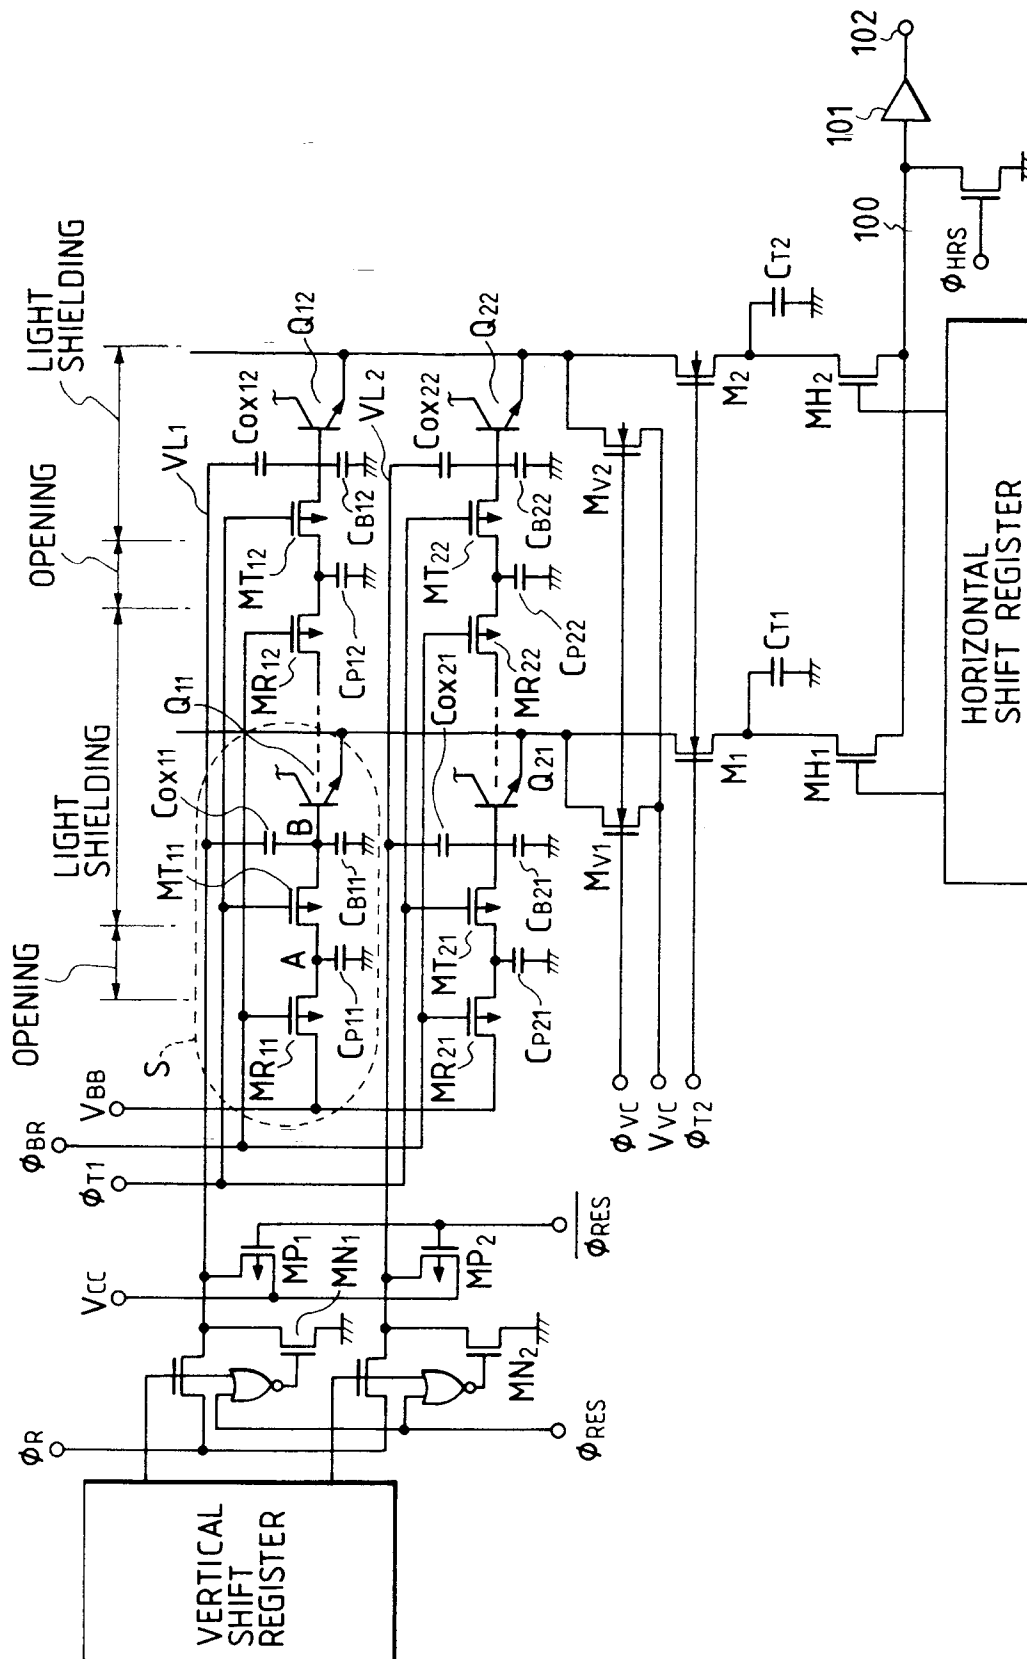 VERTICAL
SHIFT
REGISTER
φR
φRES
VCC
MP1
MN1
MP2
MN2
φRES
φT1
φBR
VBB
S
OPENING
LIGHT
SHIELDING
OPENING
LIGHT
SHIELDING
VL1
VL2
MR11
A
CP11
MT11
Cox11
B
CB11
Q11
MR12
CP12
MT12
Cox12
CB12
Q12
MR21
CP21
MT21
Cox21
CB21
Q21
MR22
CP22
MT22
Cox22
CB22
Q22
φVC
VVC
φT2
MV1
MV2
M1
M2
CT1
CT2
MH1
MH2
HORIZONTAL
SHIFT REGISTER
φHRS
100
101
102